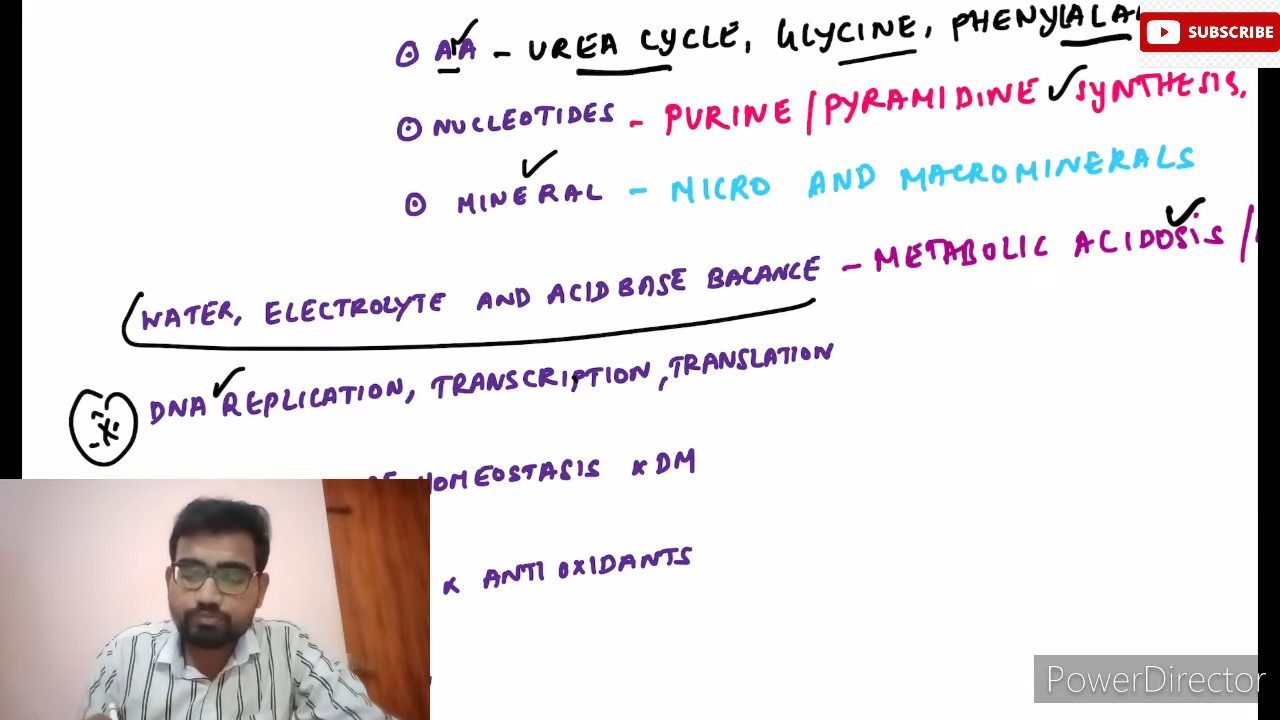 AA - UREA CYCLE, GLYCINE, PHENYLALA
SUBSCRIBE
NUCLEOTIDES - PURINE/PYRAMIDINE SYNTHESIS,
MINERAL - MICRO AND MACROMINERALS
WATER, ELECTROLYTE AND ACID BASE BALANCE - METABOLIC ACIDOSIS /
DNA REPLICATION, TRANSCRIPTION, TRANSLATION
HOMEOSTASIS & DM
& ANTI OXIDANTS
PowerDirector